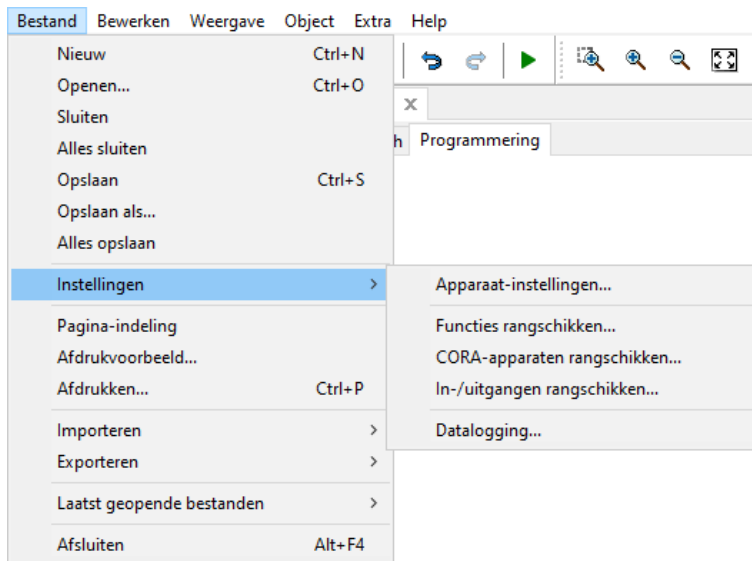 Bestand Bewerken Weergave Object Extra Help
Nieuw Ctrl+N
Openen... Ctrl+O
Sluiten
Alles sluiten
h Programmering
Opslaan Ctrl+S
Opslaan als...
Alles opslaan
Instellingen
Apparaat-instellingen...
Pagina-indeling
Functies rangschikken...
Afdrukvoorbeeld...
CORA-apparaten rangschikken...
Afdrukken... Ctrl+P
In-/uitgangen rangschikken...
Importeren
Datalogging...
Exporteren
Laatst geopende bestanden
Afsluiten Alt+F4